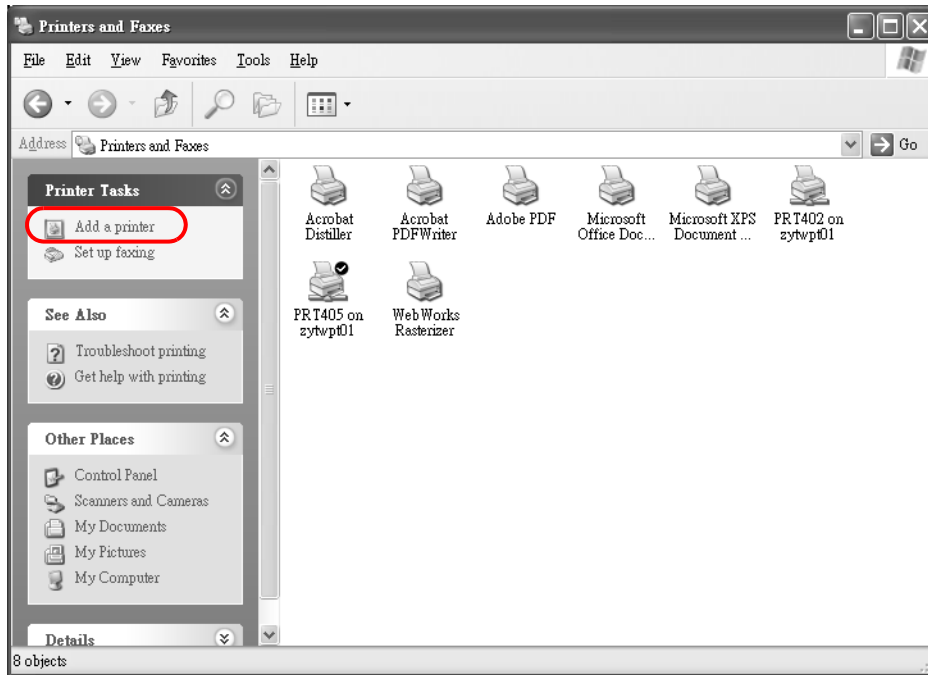 Printers and Faxes
File Edit View Favorites Tools Help
Address Printers and Faxes Go
Printer Tasks
Add a printer
Set up faxing
See Also
Troubleshoot printing
Get help with printing
Other Places
Control Panel
Scanners and Cameras
My Documents
My Pictures
My Computer
Details
Acrobat
Distiller
Acrobat
PDFWriter
Adobe PDF
Microsoft
Office Doc...
Microsoft XPS
Document ...
PRT402 on
zytwpt01
PRT405 on
zytwpt01
WebWorks
Rasterizer
8 objects